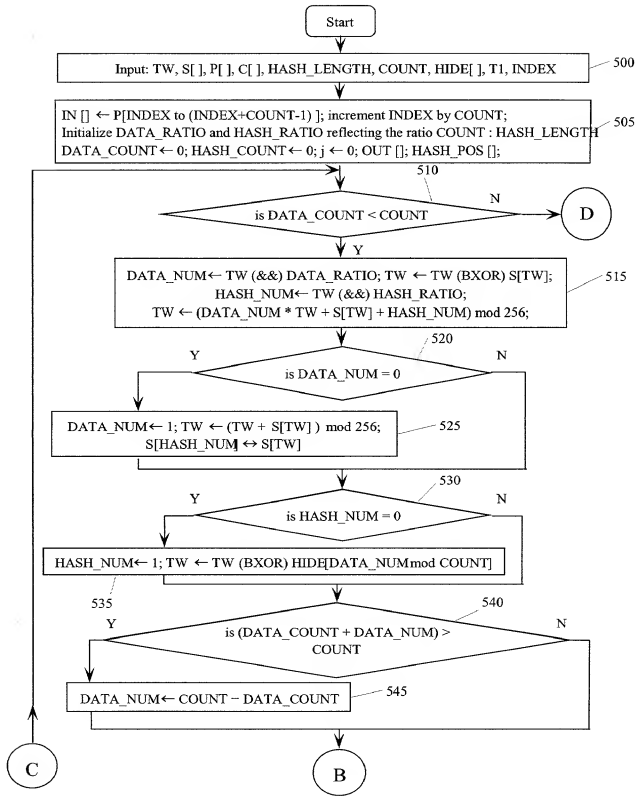 Start
Input: TW, S[ ], P[ ], C[ ], HASH_LENGTH, COUNT, HIDE[ ], T1, INDEX
500
IN [] ← P[INDEX to (INDEX+COUNT-1) ]; increment INDEX by COUNT;
Initialize DATA_RATIO and HASH_RATIO reflecting the ratio COUNT : HASH_LENGTH
DATA_COUNT← 0; HASH_COUNT← 0; j ← 0; OUT []; HASH_POS [];
505
510
is DATA_COUNT < COUNT
N
D
Y
DATA_NUM← TW (&&) DATA_RATIO; TW ← TW (BXOR) S[TW];
HASH_NUM← TW (&&) HASH_RATIO;
TW ← (DATA_NUM * TW + S[TW] + HASH_NUM) mod 256;
515
520
Y
N
is DATA_NUM = 0
DATA_NUM← 1; TW ← (TW + S[TW] ) mod 256;
S[HASH_NUM] ↔ S[TW]
525
530
Y
N
is HASH_NUM = 0
HASH_NUM← 1; TW ← TW (BXOR) HIDE[DATA_NUM mod COUNT]
535
540
Y
N
is (DATA_COUNT + DATA_NUM) >
COUNT
DATA_NUM← COUNT − DATA_COUNT
545
C
B